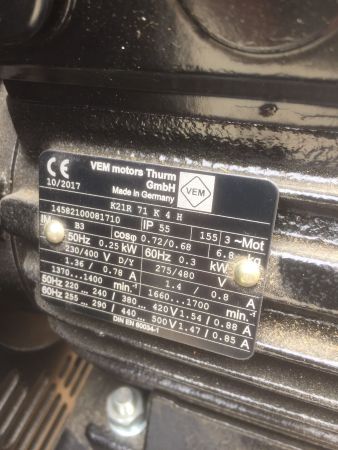 CE VEM motors Thurm GmbH VEM
10/2017 Made in Germany
K21R 71 K 4 H
14582100081710 IP 55 155 3 ~Mot
IM B3 cosφ 0.72/0.68 6.8 kg
50Hz 0.25 kW 60Hz 0.3 kW
230/400 V D/Y 275/480 V
1.36 / 0.78 A 1.4 / 0.8 A
1370...1400 min-1 1660...1700 min-1
50Hz 220 ... 240 / 380 ... 420V 1.54 / 0.88 A
60Hz 255 ... 290 / 440 ... 500V 1.47 / 0.85 A
DIN EN 60034-1